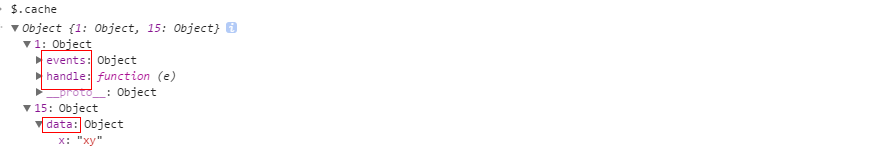 $.cache
Object {1: Object, 15: Object} i
1: Object
events: Object
handle: function (e)
__proto__: Object
15: Object
data: Object
x: "xy"